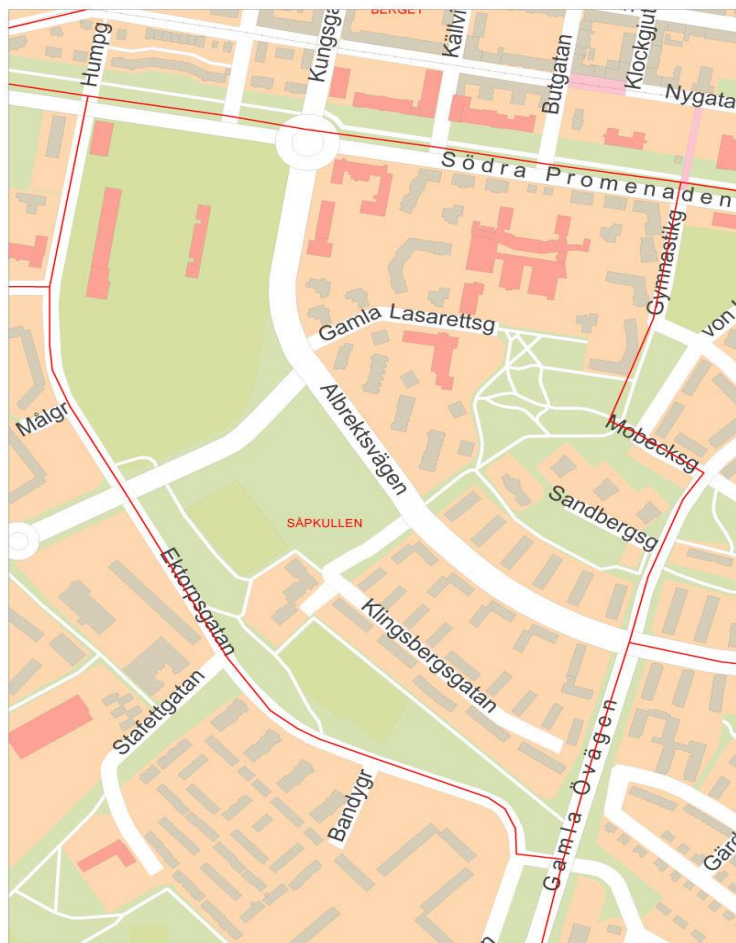 BERGET
Humpg
Kungsga
Källvi
Butgatan
Klockgjut
Nygata
Södra Promenaden
Gymnastikg
Gamla Lasarettsg
Albrektsvägen
Målgr
Mobecksg
Sandbergsg
SÅPKULLEN
Ektorpsgatan
Klingsbergsgatan
Stafettgatan
Bandygr
Gamla Övägen
Gärd
von